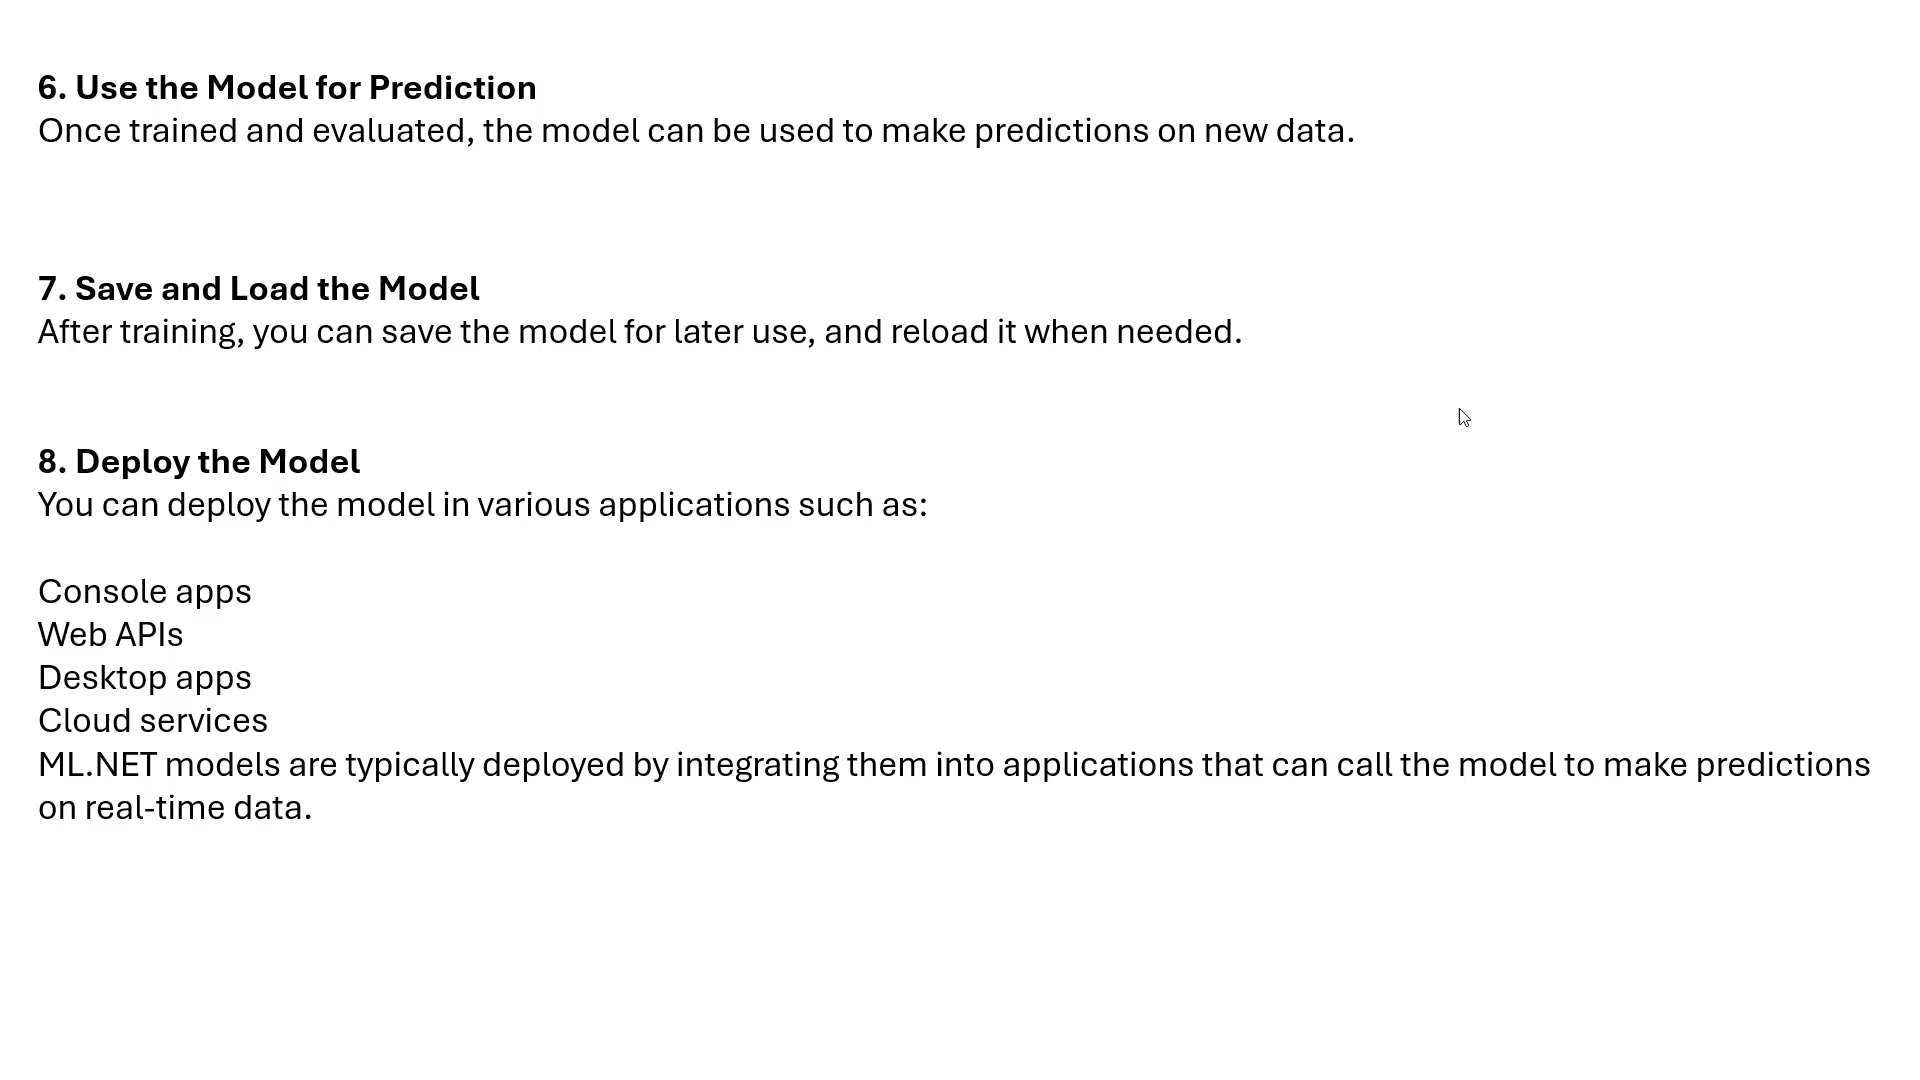 6. Use the Model for Prediction
Once trained and evaluated, the model can be used to make predictions on new data.
7. Save and Load the Model
After training, you can save the model for later use, and reload it when needed.
8. Deploy the Model
You can deploy the model in various applications such as:
Console apps
Web APIs
Desktop apps
Cloud services
ML.NET models are typically deployed by integrating them into applications that can call the model to make predictions
on real-time data.